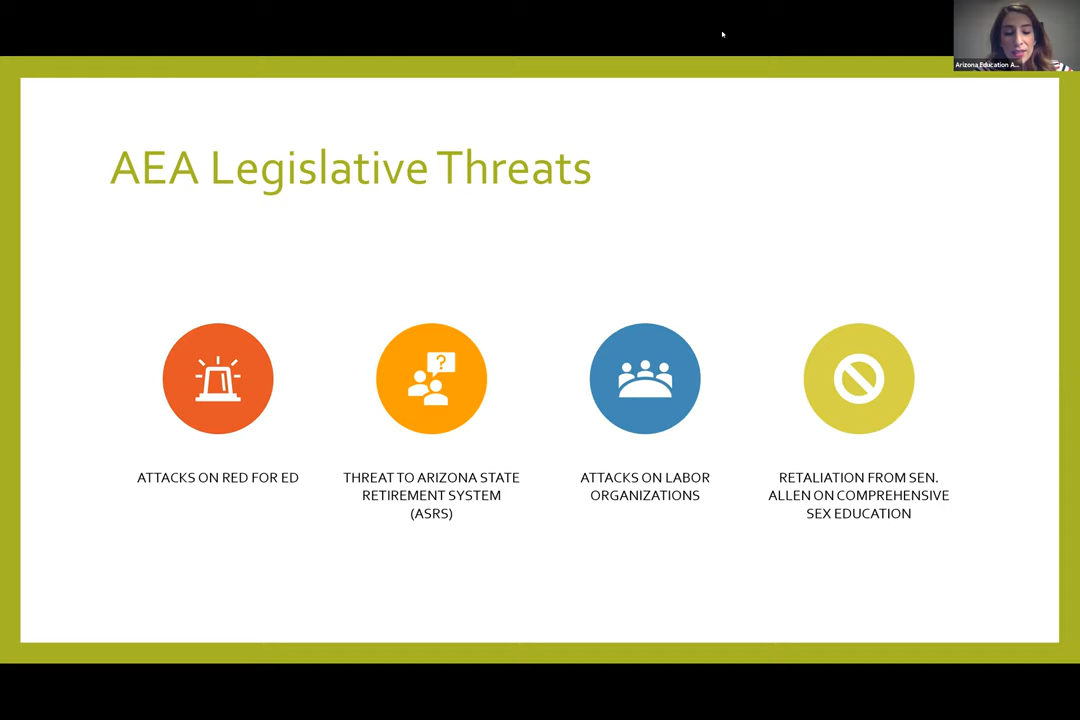 Arizona Education A...
AEA Legislative Threats
?
ATTACKS ON RED FOR ED
THREAT TO ARIZONA STATE
RETIREMENT SYSTEM
(ASRS)
ATTACKS ON LABOR
ORGANIZATIONS
RETALIATION FROM SEN.
ALLEN ON COMPREHENSIVE
SEX EDUCATION